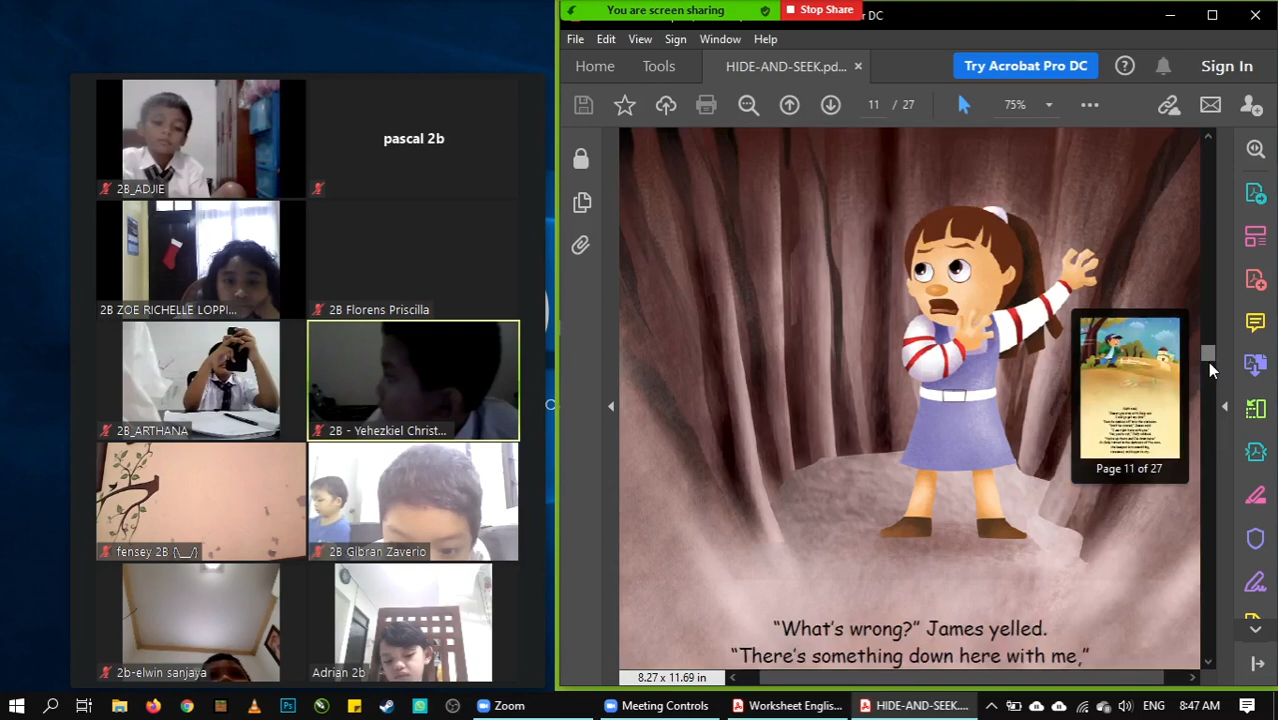 You are screen sharing
Stop Share
DC
File Edit View Sign Window Help
Home Tools HIDE-AND-SEEK.pd...
Try Acrobat Pro DC
Sign In
11 / 27
75%
2B_ADJIE
pascal 2b
2B ZOE RICHELLE LOPPI...
2B Florens Priscilla
2B_ARTHANA
2B - Yehezkiel Christ...
fensey 2B {\__/}
2B Gibran Zaverio
2b-elwin sanjaya
Adrian 2b
Page 11 of 27
“What’s wrong?” James yelled.
“There’s something down here with me,”
8.27 x 11.69 in
Zoom
Meeting Controls
Worksheet Englis...
HIDE-AND-SEEK....
ENG
8:47 AM